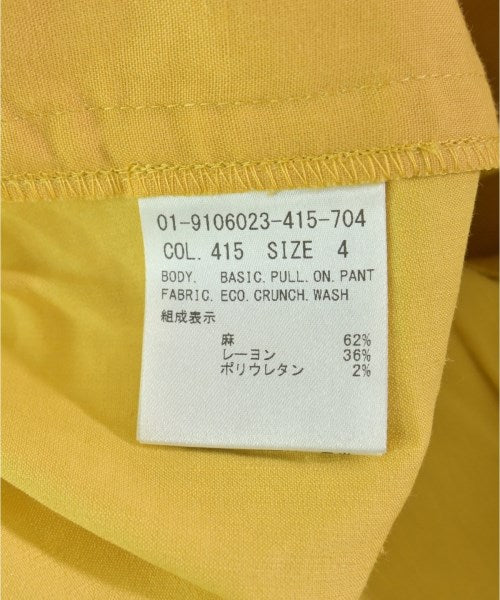 01-9106023-415-704
COL. 415 SIZE 4
BODY. BASIC. PULL. ON. PANT
FABRIC. ECO. CRUNCH. WASH
組成表示
麻 62%
レーヨン 36%
ポリウレタン 2%